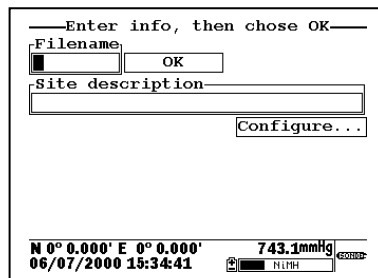 Enter info, then chose OK
Filename
OK
Site description
Configure...
N 0° 0.000' E 0° 0.000' 743.1mmHg
06/07/2000 15:34:41 NiMH
SONDE